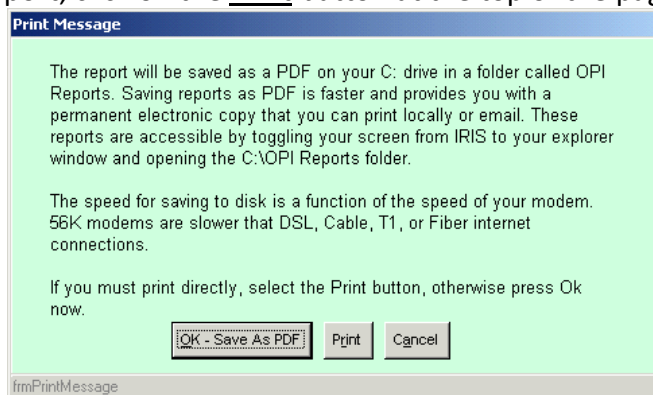 Print Message
The report will be saved as a PDF on your C: drive in a folder called OPI
Reports. Saving reports as PDF is faster and provides you with a
permanent electronic copy that you can print locally or email. These
reports are accessible by toggling your screen from IRIS to your explorer
window and opening the C:\OPI Reports folder.
The speed for saving to disk is a function of the speed of your modem.
56K modems are slower that DSL, Cable, T1, or Fiber internet
connections.
If you must print directly, select the Print button, otherwise press Ok
now.
OK - Save As PDF Print Cancel
frmPrintMessage